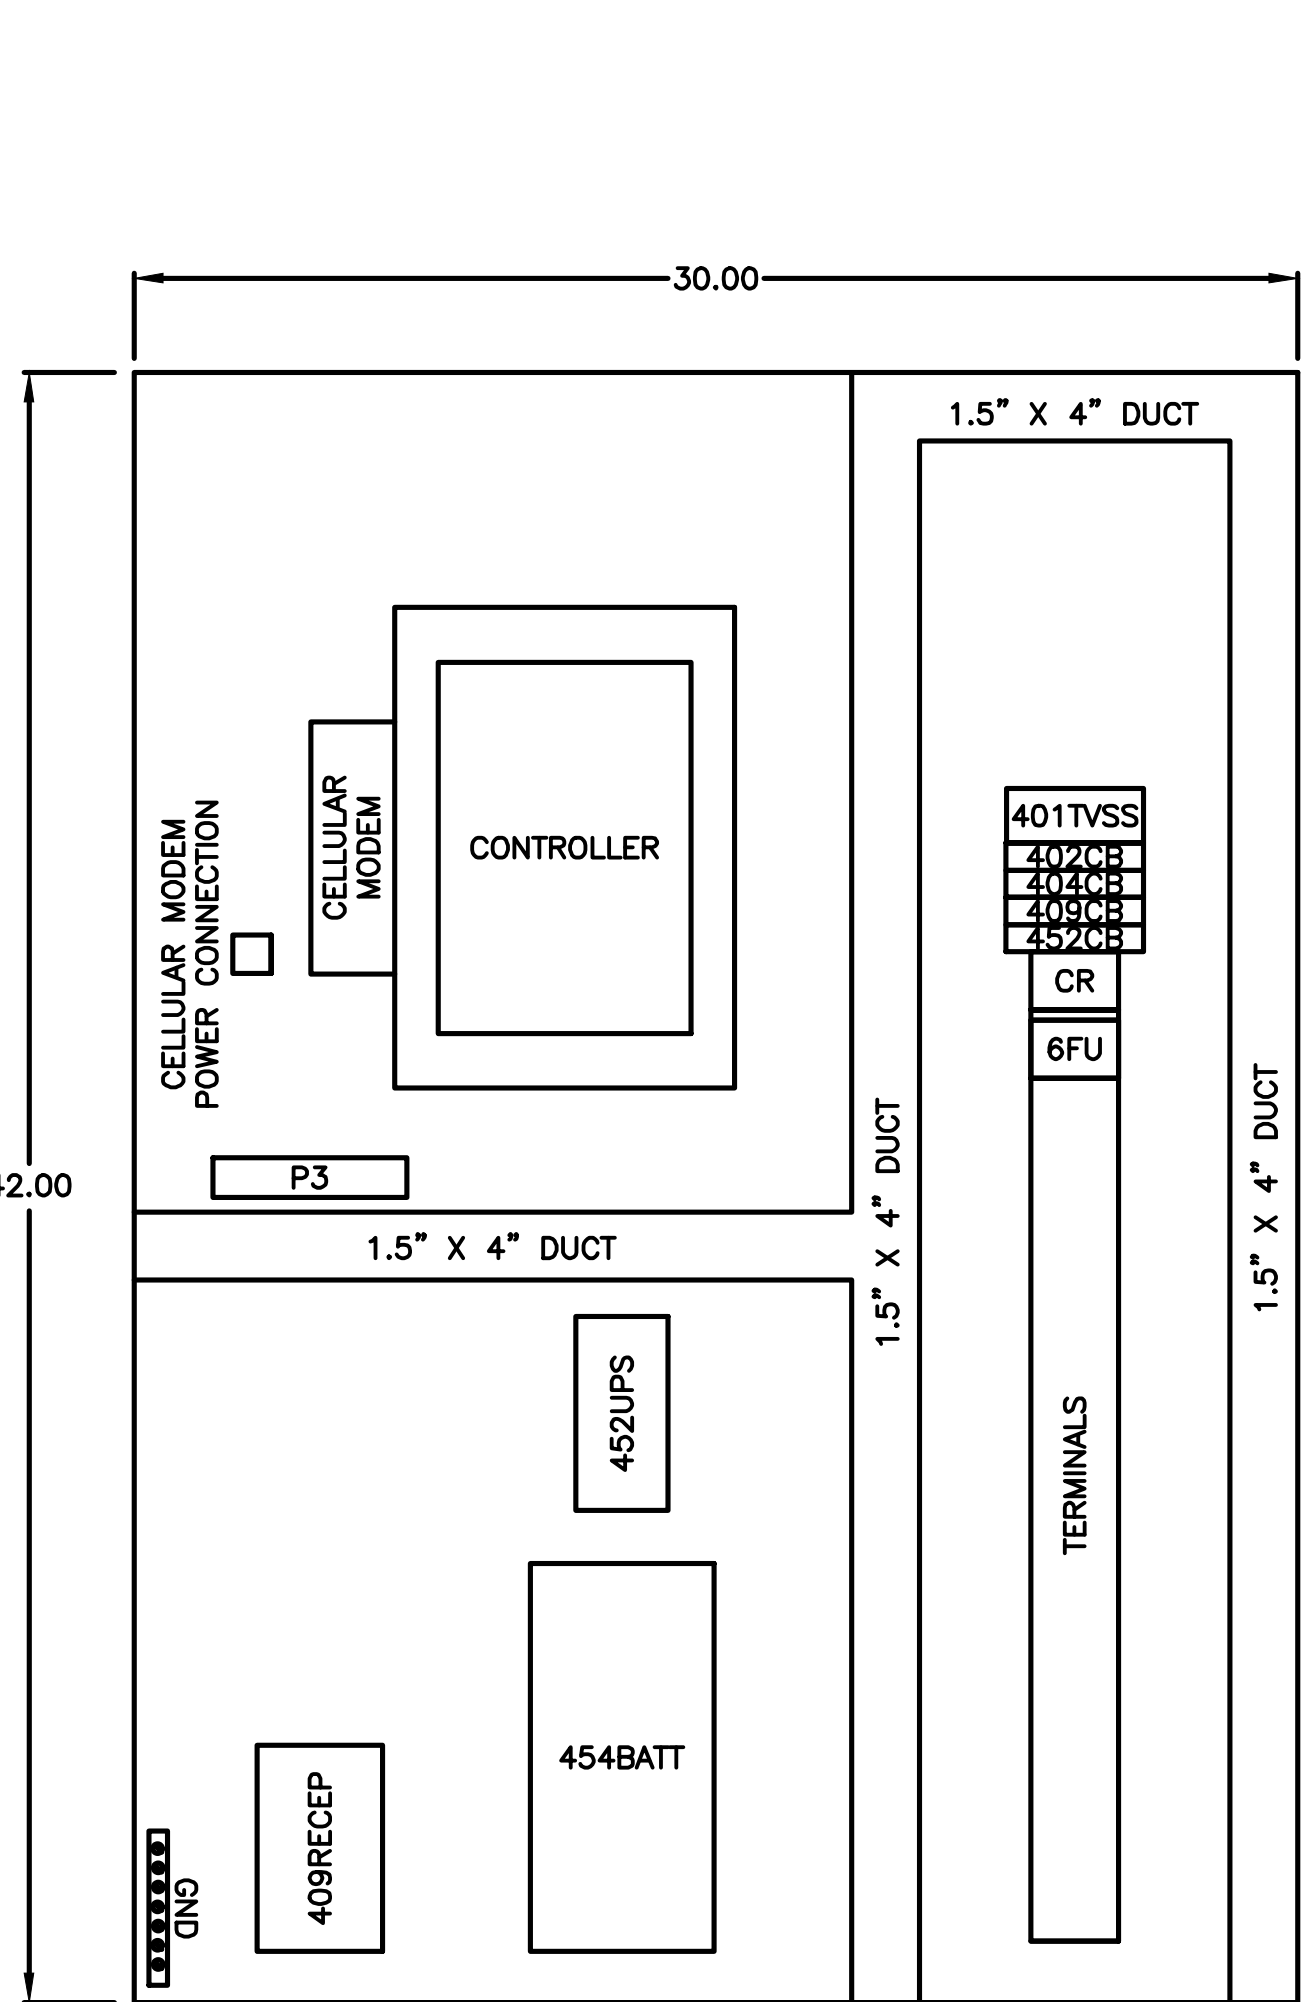 30.00
1.5" X 4" DUCT
CELLULAR
MODEM
CONTROLLER
401TVSS
402CB
404CB
409CB
452CB
CR
6FU
CELLULAR MODEM
POWER CONNECTION
P3
2.00
1.5" X 4" DUCT
1.5" X 4" DUCT
1.5" X 4" DUCT
452UPS
TERMINALS
454BATT
409RECEP
GND